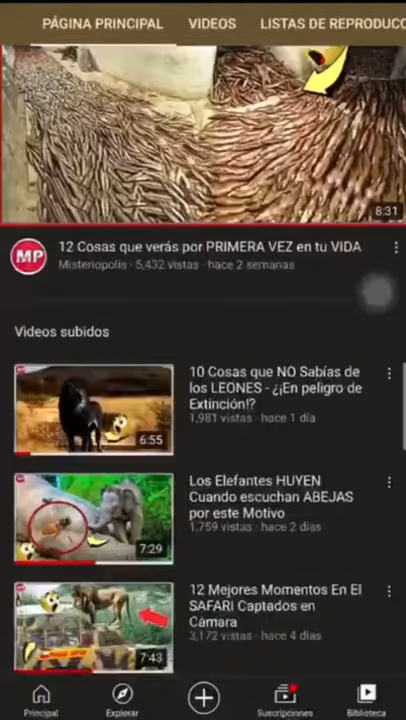 PÁGINA PRINCIPAL VIDEOS LISTAS DE REPRODUCC
8:31
MP
12 Cosas que verás por PRIMERA VEZ en tu VIDA
Misteriopolis · 5,432 vistas · hace 2 semanas
Videos subidos
10 Cosas que NO Sabías de
los LEONES - ¿¡En peligro de
Extinción!?
1,981 vistas · hace 1 día
6:55
Los Elefantes HUYEN
Cuando escuchan ABEJAS
por este Motivo
1,759 vistas · hace 2 días
7:29
12 Mejores Momentos En El
SAFARI Captados en
Cámara
3,172 vistas · hace 4 días
7:43
Principal Explorar Suscripciones Biblioteca